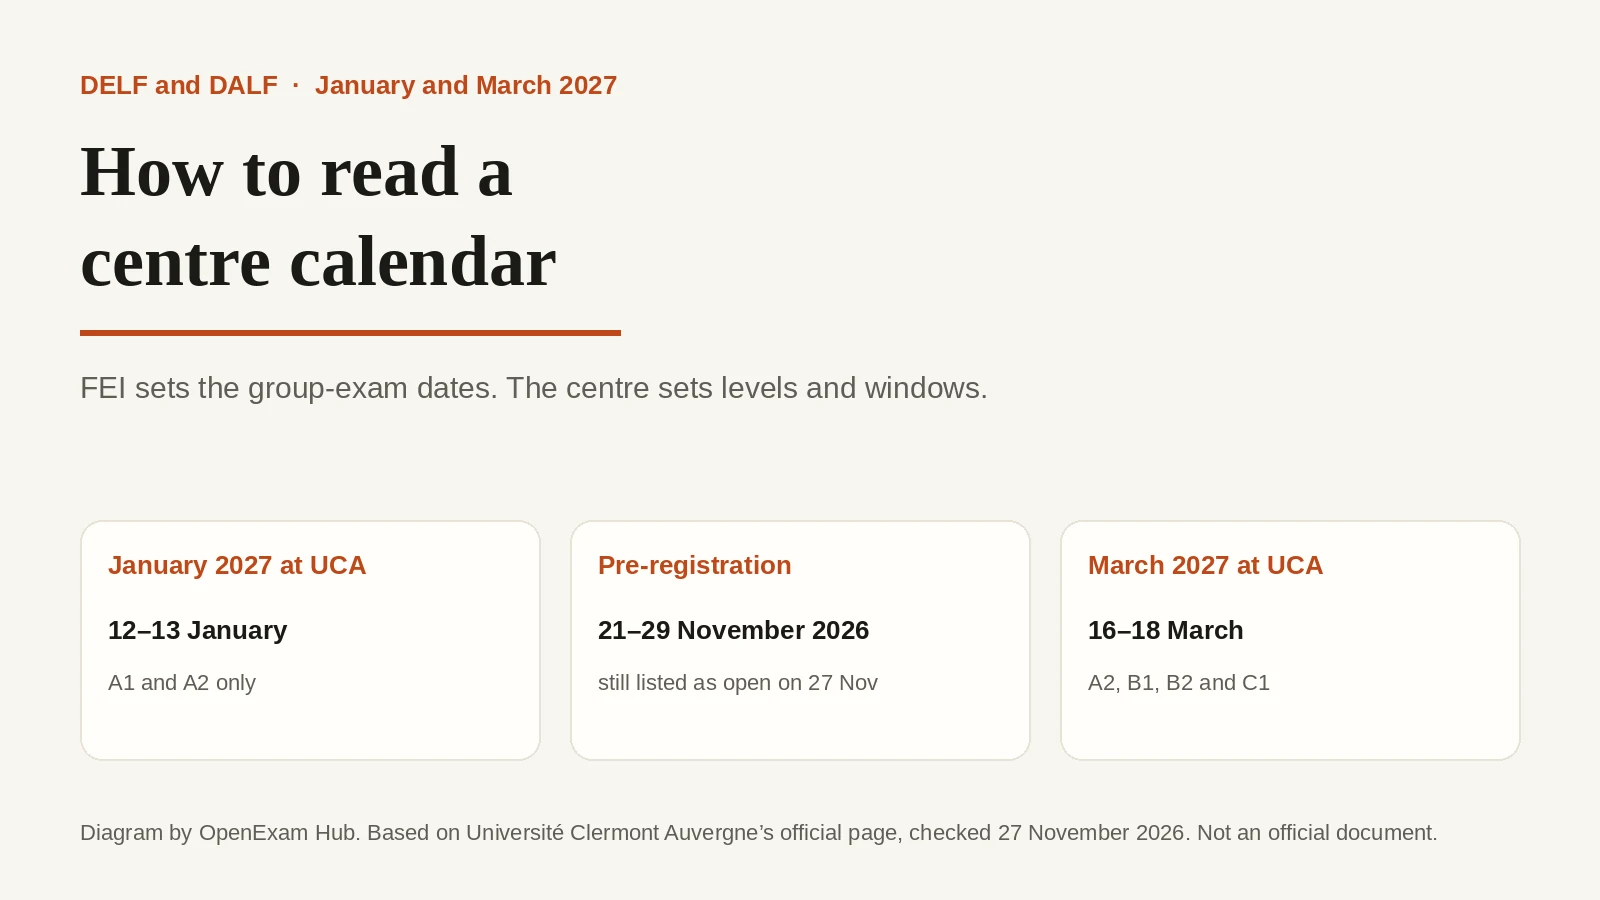 DELF and DALF · January and March 2027
How to read a
centre calendar
FEI sets the group-exam dates. The centre sets levels and windows.
January 2027 at UCA
12–13 January
A1 and A2 only
Pre-registration
21–29 November 2026
still listed as open on 27 Nov
March 2027 at UCA
16–18 March
A2, B1, B2 and C1
Diagram by OpenExam Hub. Based on Université Clermont Auvergne’s official page, checked 27 November 2026. Not an official document.